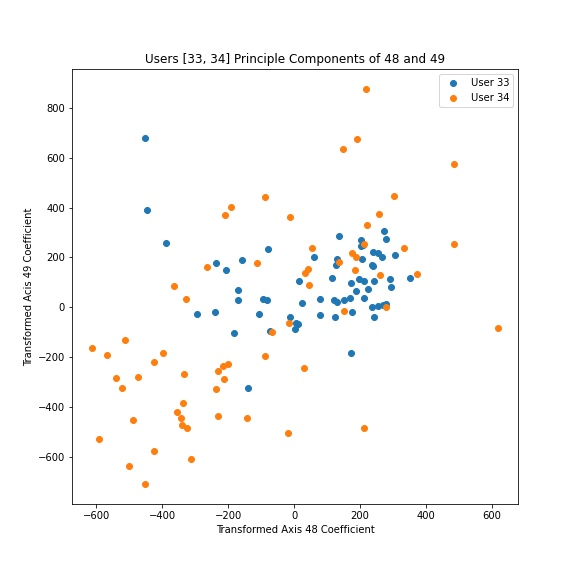 Users [33, 34] Principle Components of 48 and 49
User 33
User 34
Transformed Acis 49 Coefficient
800
600
400
200
0
−200
−400
−600
−600 −400 −200 0 200 400 600
Transformed Axis 48 Coefficient